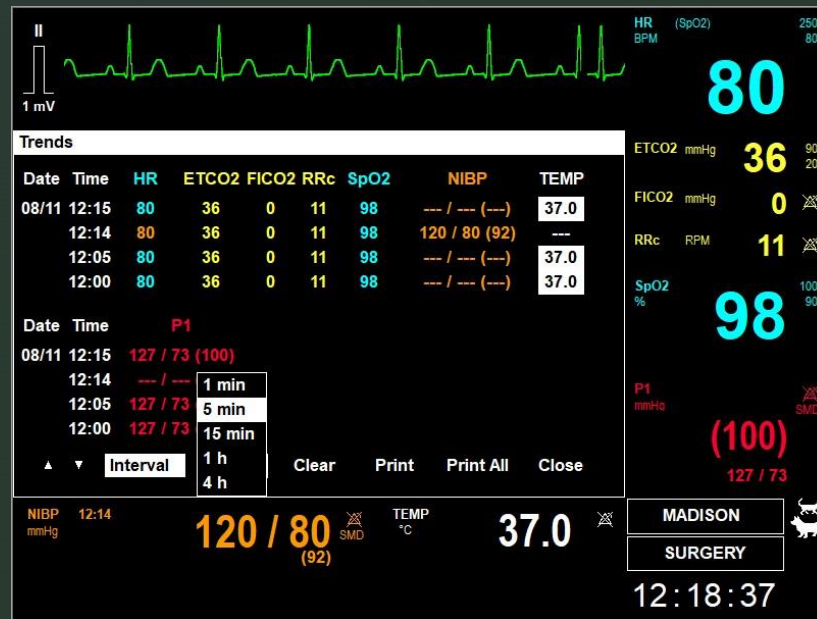 II
1 mV
HR (SpO2) 250
BPM 80
80
Trends
Date Time HR ETCO2 FICO2 RRc SpO2 NIBP TEMP
08/11 12:15 80 36 0 11 98 --- / --- (---) 37.0
12:14 80 36 0 11 98 120 / 80 (92) ---
12:05 80 36 0 11 98 --- / --- (---) 37.0
12:00 80 36 0 11 98 --- / --- (---) 37.0
Date Time P1
08/11 12:15 127 / 73 (100)
12:14 --- / ---
12:05 127 / 73
12:00 127 / 73
1 min
5 min
15 min
1 h
4 h
Interval Clear Print Print All Close
ETCO2 mmHg 36 90
20
FICO2 mmHg 0
RRc RPM 11
SpO2 100
% 90
98
P1
mmHg SMD
(100)
127 / 73
NIBP 12:14
mmHg
120 / 80 SMD
(92)
TEMP
°C
37.0
MADISON
SURGERY
12:18:37